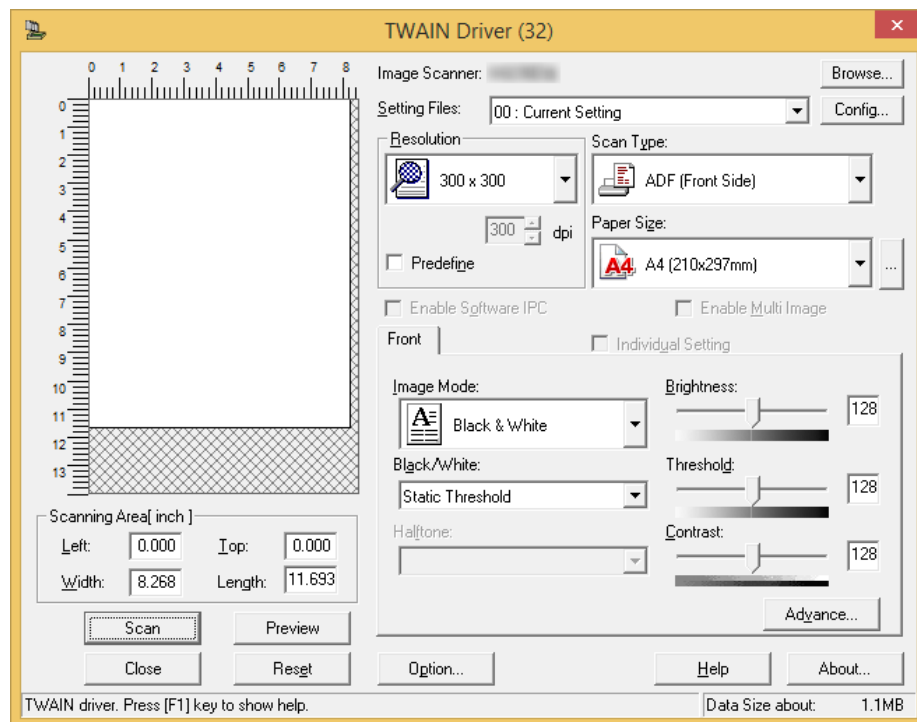 TWAIN Driver (32)
0 1 2 3 4 5 6 7 8
0
1
2
3
4
5
6
7
8
9
10
11
12
13
Image Scanner:
Browse...
Setting Files: 00 : Current Setting
Config...
Resolution
300 x 300
300 dpi
Predefine
Scan Type:
ADF (Front Side)
Paper Size:
A4 A4 (210x297mm)
...
Enable Software IPC
Enable Multi Image
Front
Individual Setting
Image Mode:
A Black & White
Black/White:
Static Threshold
Halftone:
Brightness:
128
Threshold:
128
Contrast:
128
Advance...
Scanning Area[ inch ]
Left: 0.000 Top: 0.000
Width: 8.268 Length: 11.693
Scan Preview
Close Reset
Option... Help About...
TWAIN driver. Press [F1] key to show help. Data Size about: 1.1MB